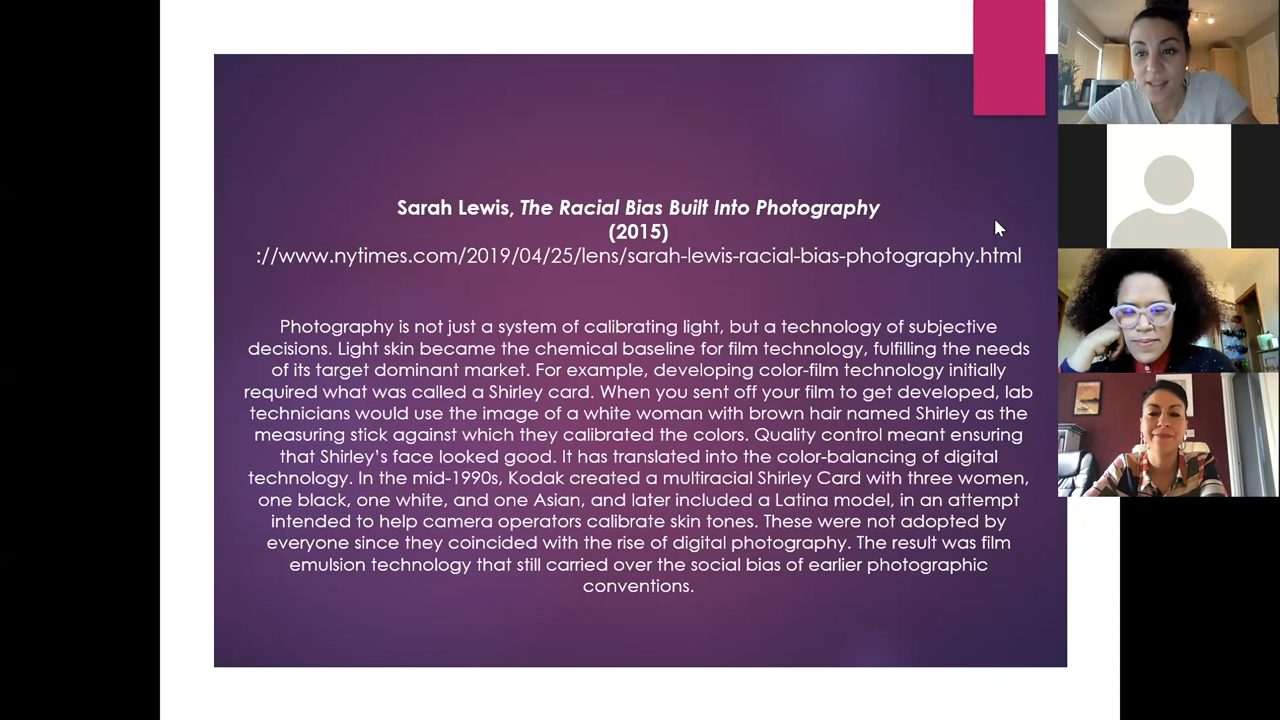 Sarah Lewis, The Racial Bias Built Into Photography
(2015)
://www.nytimes.com/2019/04/25/lens/sarah-lewis-racial-bias-photography.html
Photography is not just a system of calibrating light, but a technology of subjective
decisions. Light skin became the chemical baseline for film technology, fulfilling the needs
of its target dominant market. For example, developing color-film technology initially
required what was called a Shirley card. When you sent off your film to get developed, lab
technicians would use the image of a white woman with brown hair named Shirley as the
measuring stick against which they calibrated the colors. Quality control meant ensuring
that Shirley's face looked good. It has translated into the color-balancing of digital
technology. In the mid-1990s, Kodak created a multiracial Shirley Card with three women,
one black, one white, and one Asian, and later included a Latina model, in an attempt
intended to help camera operators calibrate skin tones. These were not adopted by
everyone since they coincided with the rise of digital photography. The result was film
emulsion technology that still carried over the social bias of earlier photographic
conventions.